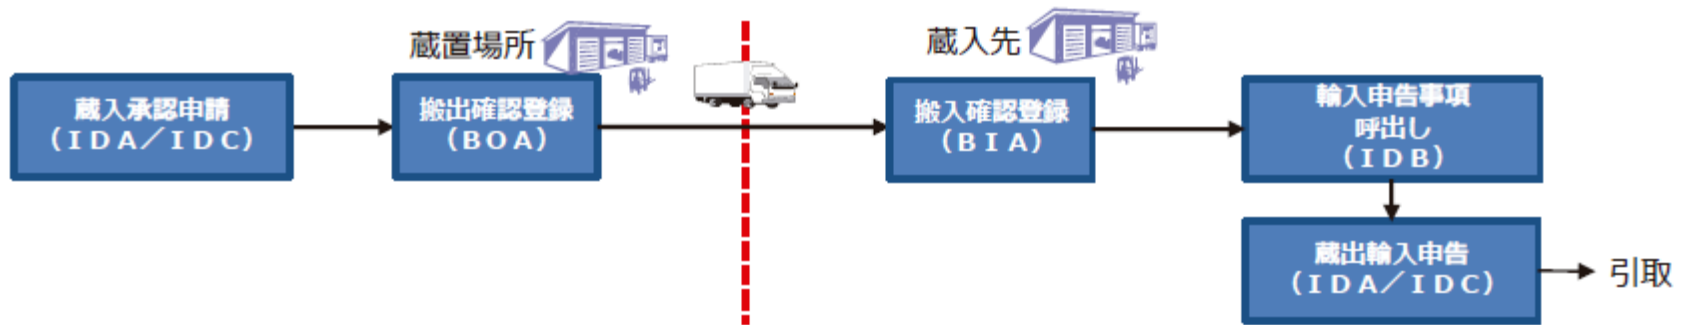 蔵置場所
蔵入先
蔵入承認申請
（ＩＤＡ／ＩＤＣ）
搬出確認登録
（ＢＯＡ）
搬入確認登録
（ＢＩＡ）
輸入申告事項
呼出し
（ＩＤＢ）
蔵出輸入申告
（ＩＤＡ／ＩＤＣ）
引取